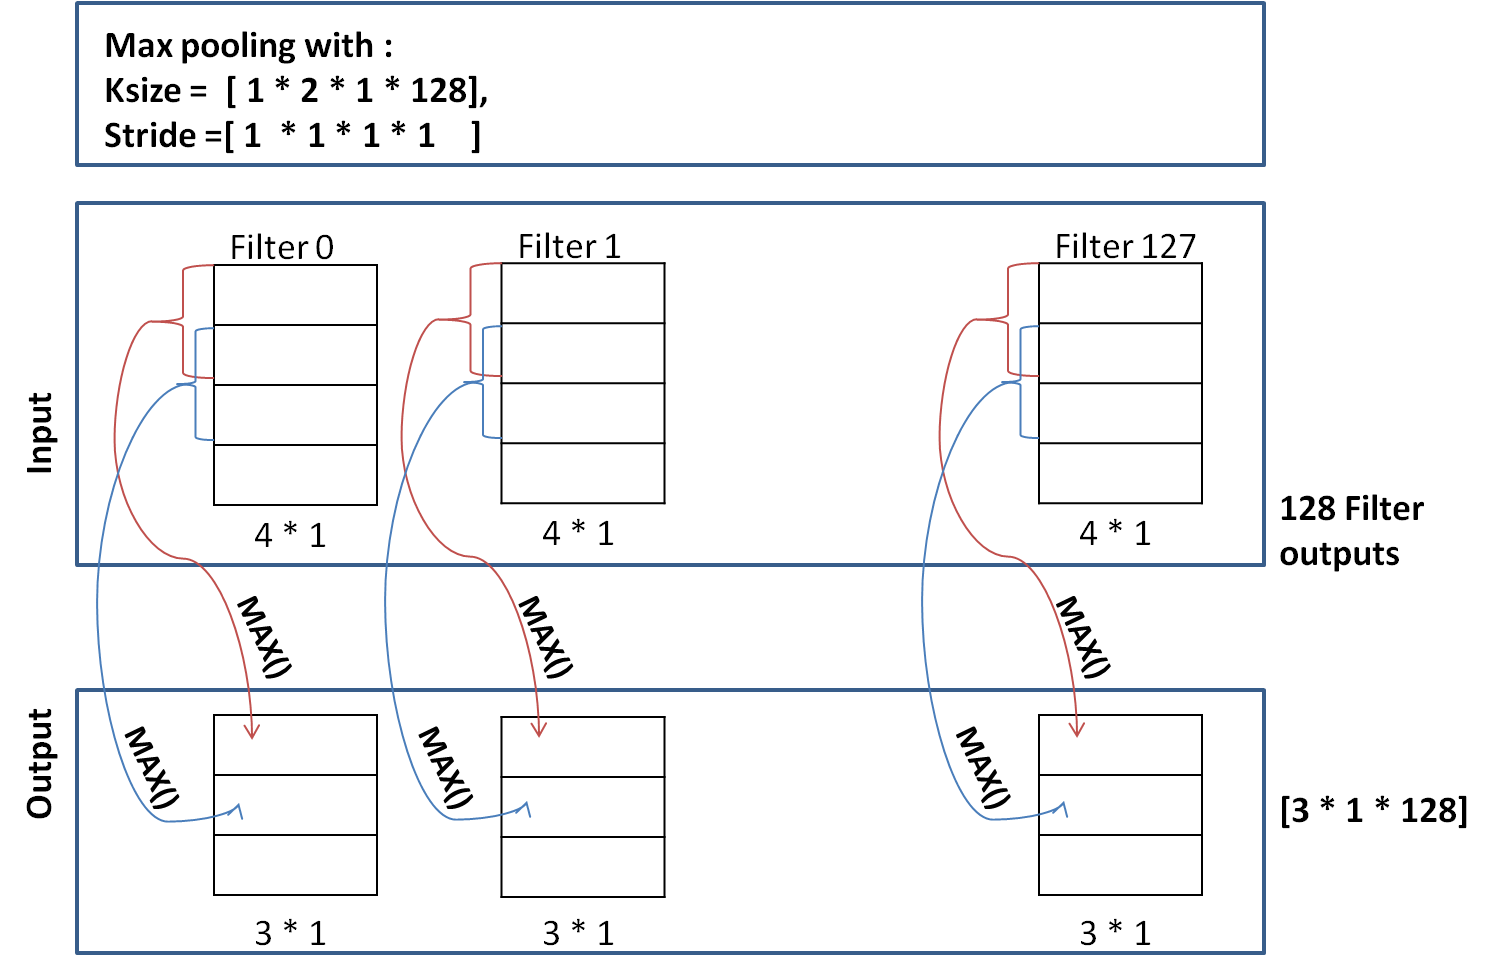 Max pooling with :
Ksize = [ 1 * 2 * 1 * 128],
Stride =[ 1 * 1 * 1 * 1 ]
Input
Filter 0
Filter 1
Filter 127
4 * 1
4 * 1
4 * 1
128 Filter
outputs
MAX()
MAX()
MAX()
Output
MAX()
MAX()
MAX()
[3 * 1 * 128]
3 * 1
3 * 1
3 * 1